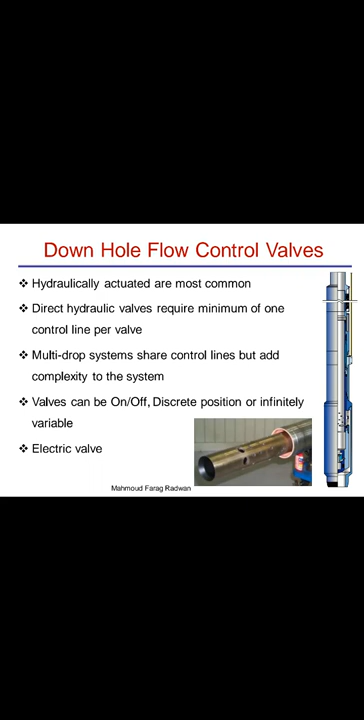 Down Hole Flow Control Valves
❖ Hydraulically actuated are most common
❖ Direct hydraulic valves require minimum of one
control line per valve
❖ Multi-drop systems share control lines but add
complexity to the system
❖ Valves can be On/Off, Discrete position or infinitely
variable
❖ Electric valve
Mahmoud Farag Radwan